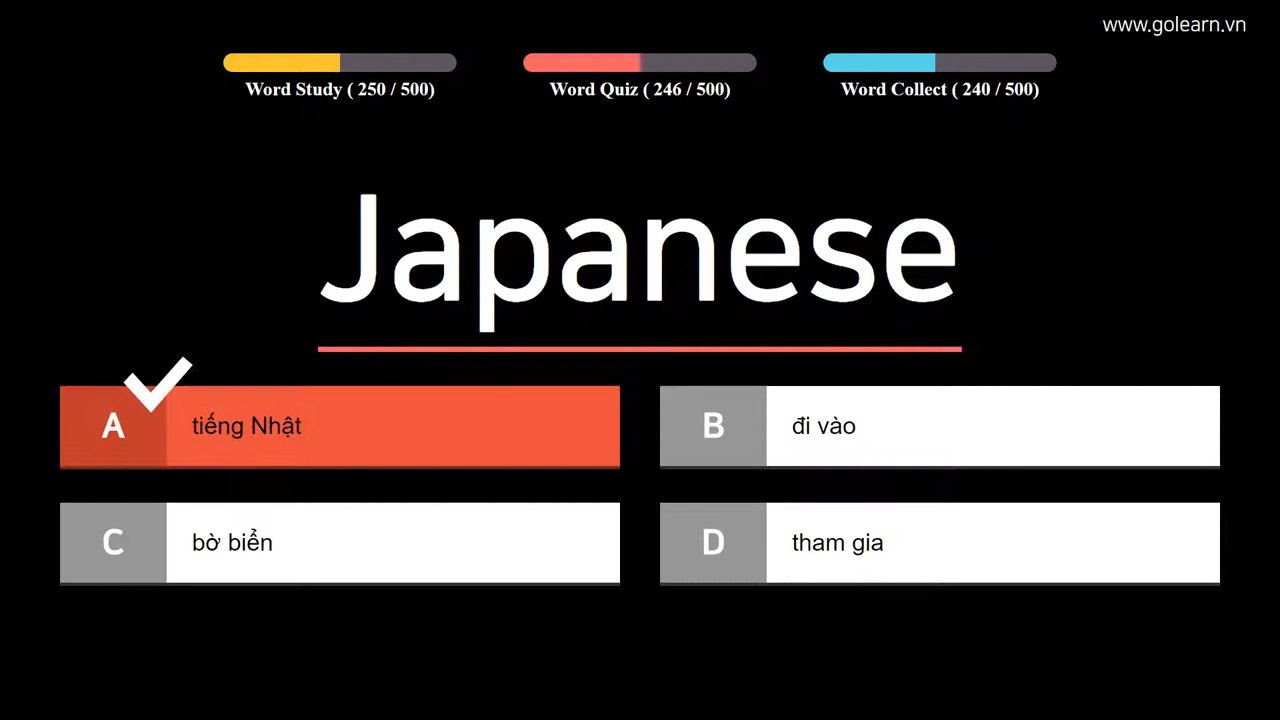 www.golearn.vn
Word Study ( 250 / 500)
Word Quiz ( 246 / 500)
Word Collect ( 240 / 500)
Japanese
A tiếng Nhật
B đi vào
C bờ biển
D tham gia